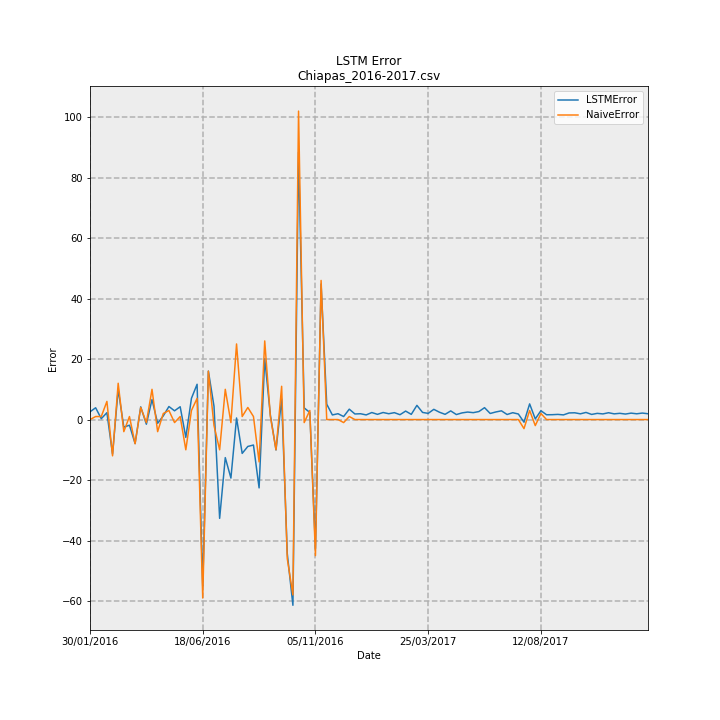 LSTM Error
Chiapas_2016-2017.csv
LSTMError
NaiveError
100
80
60
40
20
0
−20
−40
−60
Error
30/01/2016
18/06/2016
05/11/2016
25/03/2017
12/08/2017
Date